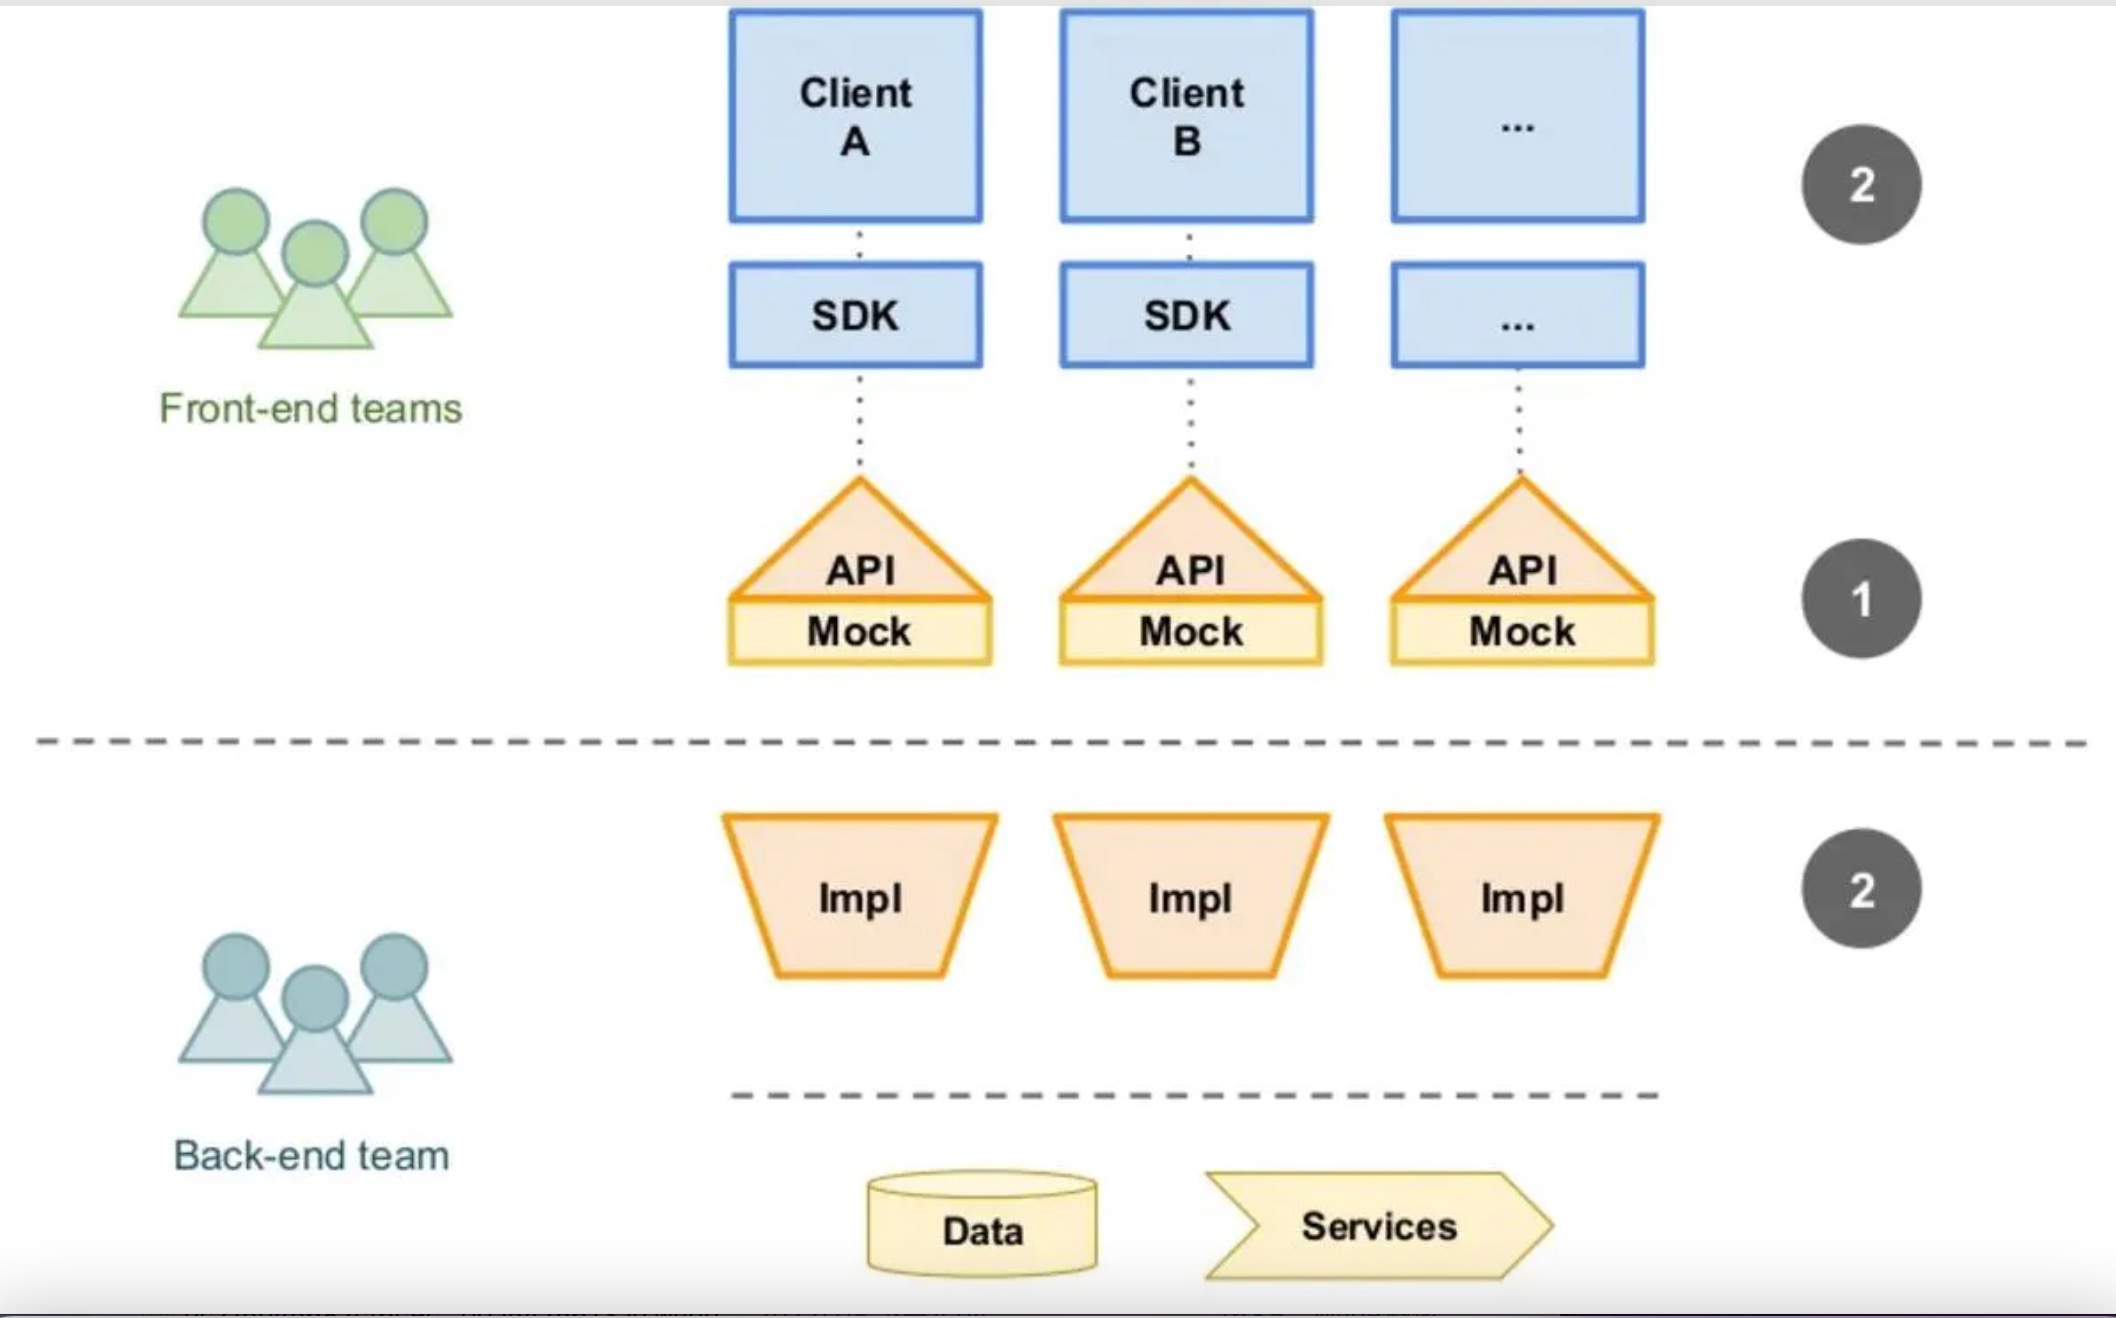 Client
A
Client
B
...
2
SDK
SDK
...
Front-end teams
API
API
API
1
Mock
Mock
Mock
Impl
Impl
Impl
2
Back-end team
Data
Services